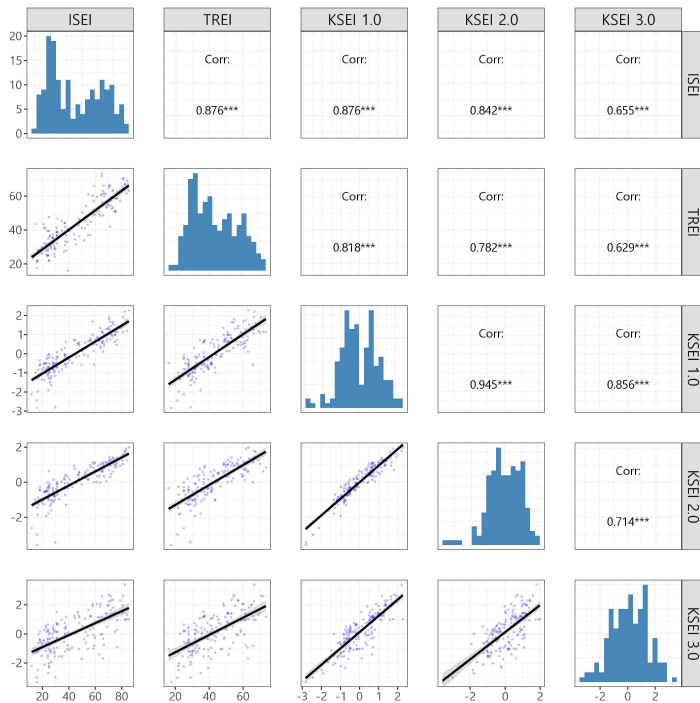 ISEI TREI KSEI 1.0 KSEI 2.0 KSEI 3.0
20
15
10
5
0
Corr: Corr: Corr: Corr:
0.876*** 0.876*** 0.842*** 0.655***
ISEI
60
40
20
Corr: Corr: Corr:
0.818*** 0.782*** 0.629***
TREI
2
1
0
-1
-2
-3
Corr: Corr:
0.945*** 0.856***
KSEI 1.0
2
0
-2
Corr:
0.714***
KSEI 2.0
2
0
-2
KSEI 3.0
20 40 60 80 20 40 60 -3 -2 -1 0 1 2 -2 0 2 -2 0 2